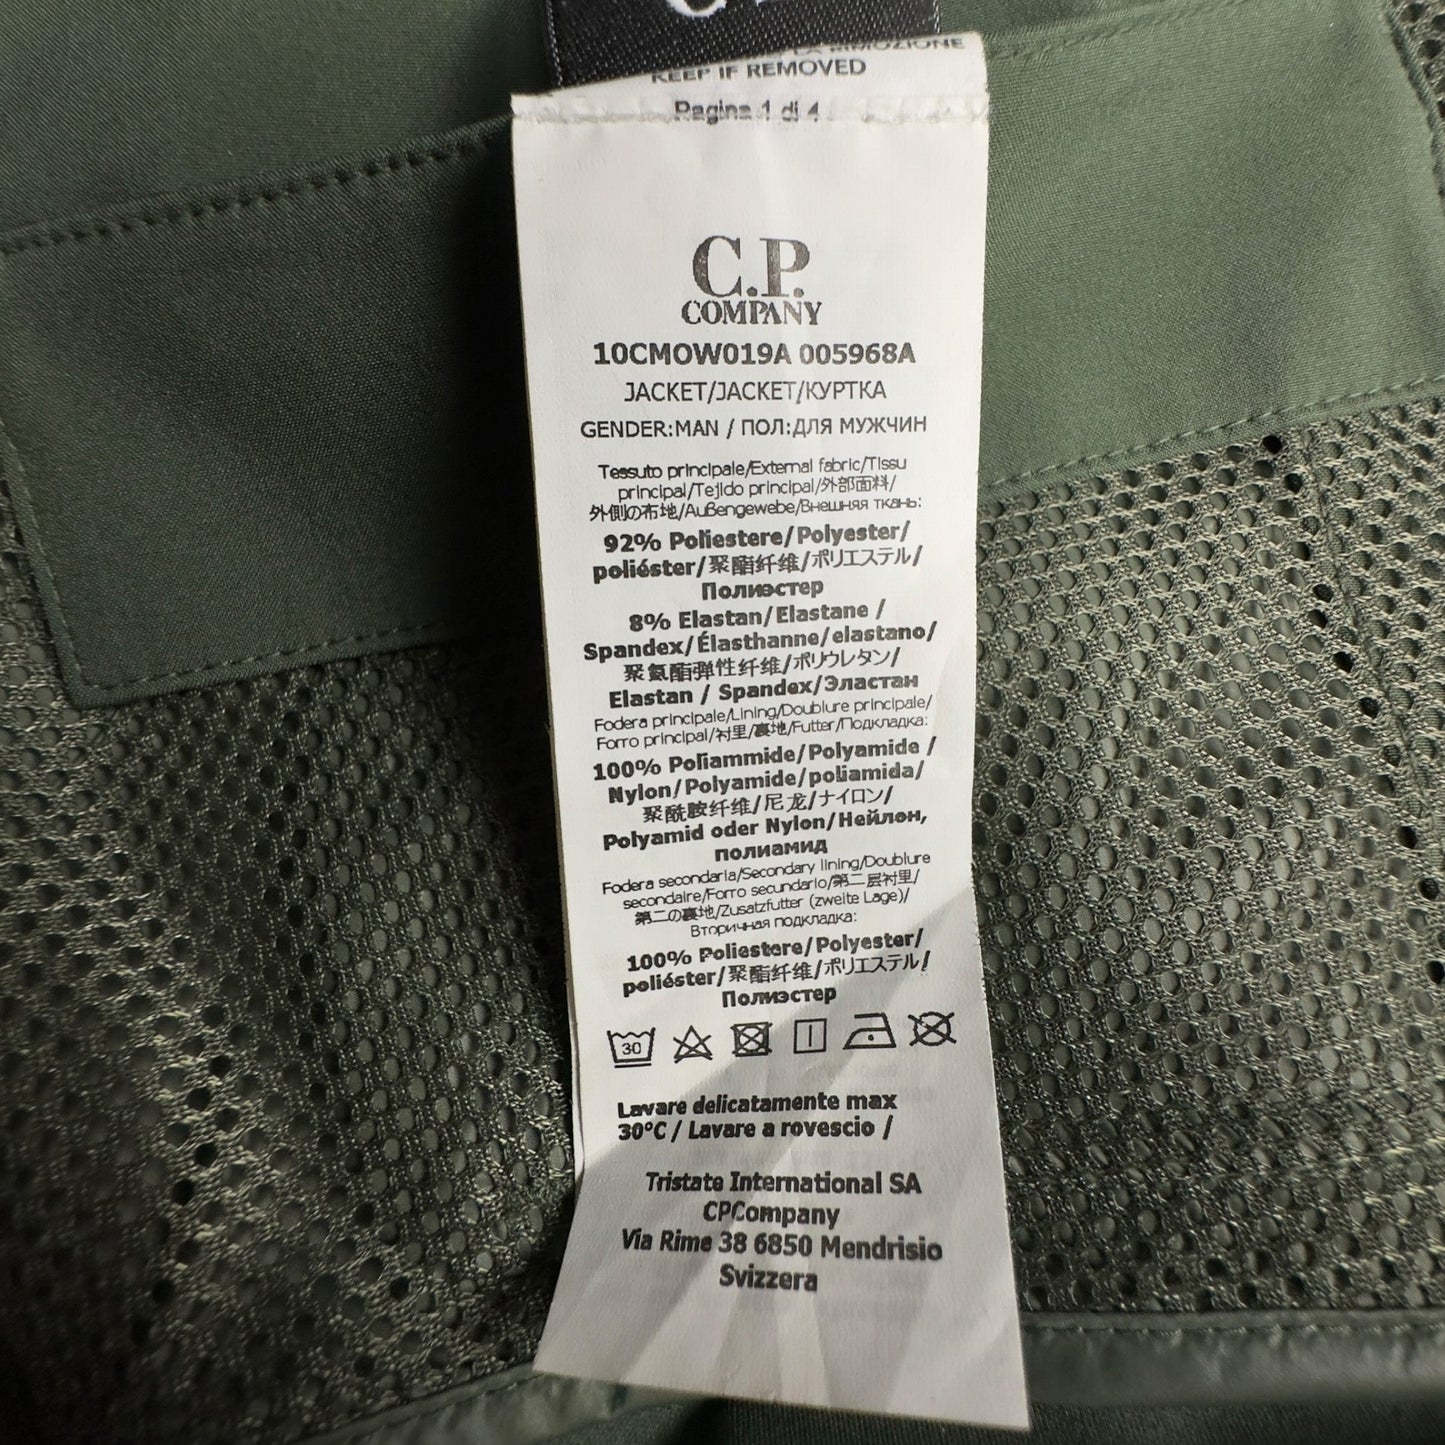 KEEP IF REMOVED
Pagina 1 di 4
C.P.
COMPANY
10CMOW019A 005968A
JACKET/JACKET/КУРТКА
GENDER:MAN / ПОЛ:ДЛЯ МУЖЧИН
Tessuto principale/External fabric/Tissu
principal/Tejido principal/外部面料/
外側の布地/Außengewebe/Внешняя ткань:
92% Poliestere/Polyester/
poliéster/聚酯纤维/ポリエステル/
Полиэстер
8% Elastan/Elastane /
Spandex/Élasthanne/elastano/
聚氨酯弹性纤维/ポリウレタン/
Elastan / Spandex/Эластан
Fodera principale/Lining/Doublure principale/
Forro principal/衬里/裏地/Futter/Подкладка:
100% Poliammide/Polyamide /
Nylon/Polyamide/poliamida/
聚酰胺纤维/尼龙/ナイロン/
Polyamid oder Nylon/Нейлон,
полиамид
Fodera secondaria/Secondary lining/Doublure
secondaire/Forro secundario/第二层衬里/
第二の裏地/Zusatzfutter (zweite Lage)/
Вторичная подкладка:
100% Poliestere/Polyester/
poliéster/聚酯纤维/ポリエステル/
Полиэстер
30
Lavare delicatamente max
30°C / Lavare a rovescio /
Tristate International SA
CPCompany
Via Rime 38 6850 Mendrisio
Svizzera